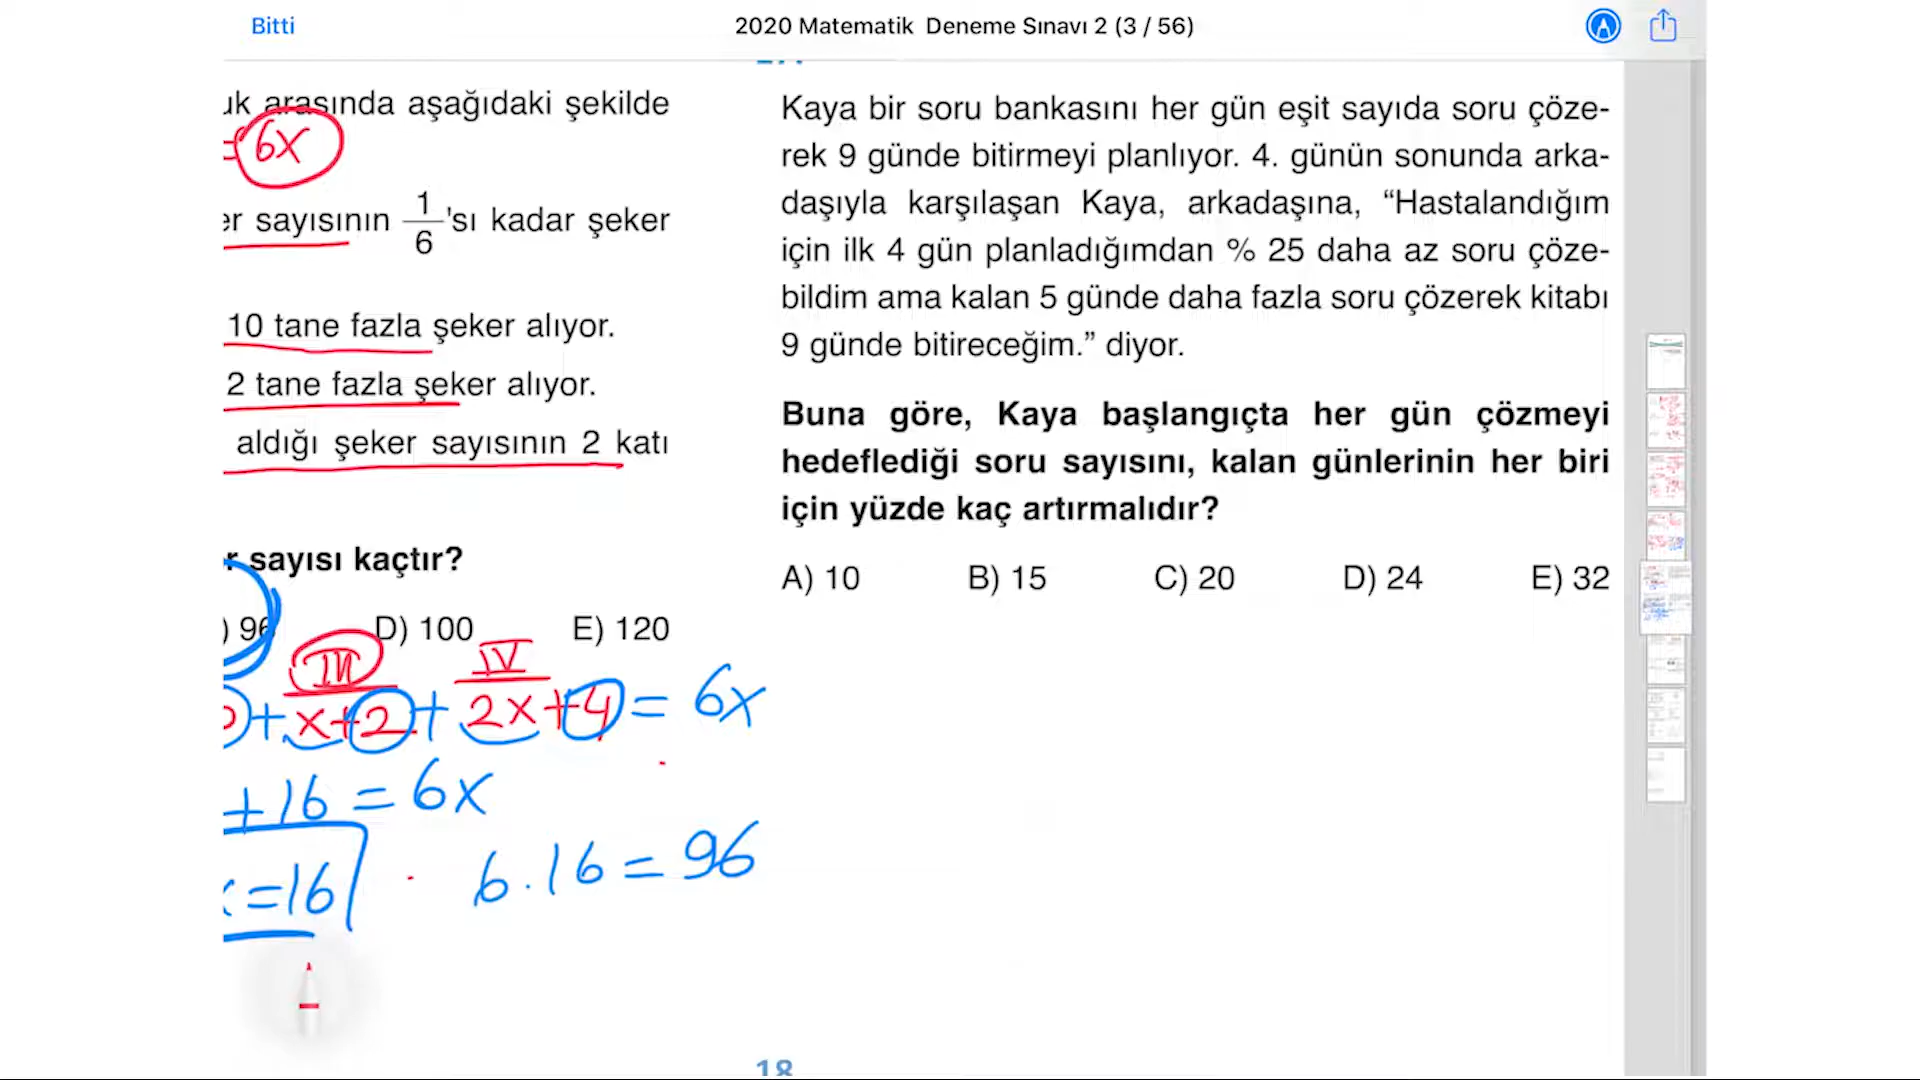 Bitti
2020 Matematik Deneme Sınavı 2 (3 / 56)
uk arasında aşağıdaki şekilde
= 6x
er sayısının 1/6 'sı kadar şeker
10 tane fazla şeker alıyor.
2 tane fazla şeker alıyor.
aldığı şeker sayısının 2 katı
r sayısı kaçtır?
) 96 D) 100 E) 120
III IV
+ x+2 + 2x+4 = 6x
+16 = 6x
x=16
6.16 = 96
Kaya bir soru bankasını her gün eşit sayıda soru çöze-
rek 9 günde bitirmeyi planlıyor. 4. günün sonunda arka-
daşıyla karşılaşan Kaya, arkadaşına, “Hastalandığım
için ilk 4 gün planladığımdan % 25 daha az soru çöze-
bildim ama kalan 5 günde daha fazla soru çözerek kitabı
9 günde bitireceğim.” diyor.
Buna göre, Kaya başlangıçta her gün çözmeyi
hedeflediği soru sayısını, kalan günlerinin her biri
için yüzde kaç artırmalıdır?
A) 10 B) 15 C) 20 D) 24 E) 32
18